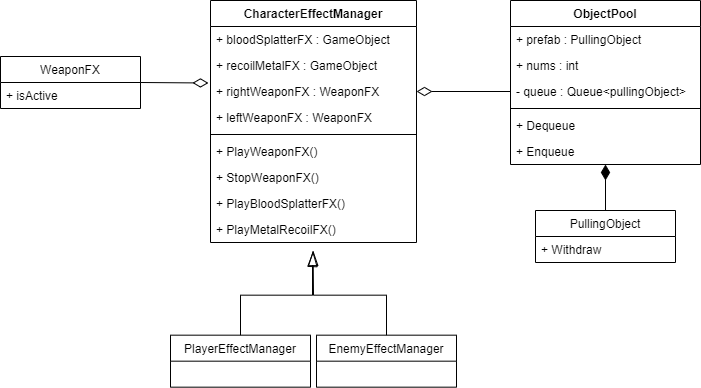 CharacterEffectManager
+ bloodSplatterFX : GameObject
+ recoilMetalFX : GameObject
+ rightWeaponFX : WeaponFX
+ leftWeaponFX : WeaponFX
+ PlayWeaponFX()
+ StopWeaponFX()
+ PlayBloodSplatterFX()
+ PlayMetalRecoilFX()
ObjectPool
+ prefab : PullingObject
+ nums : int
- queue : Queue<pullingObject>
+ Dequeue
+ Enqueue
WeaponFX
+ isActive
PullingObject
+ Withdraw
PlayerEffectManager
EnemyEffectManager